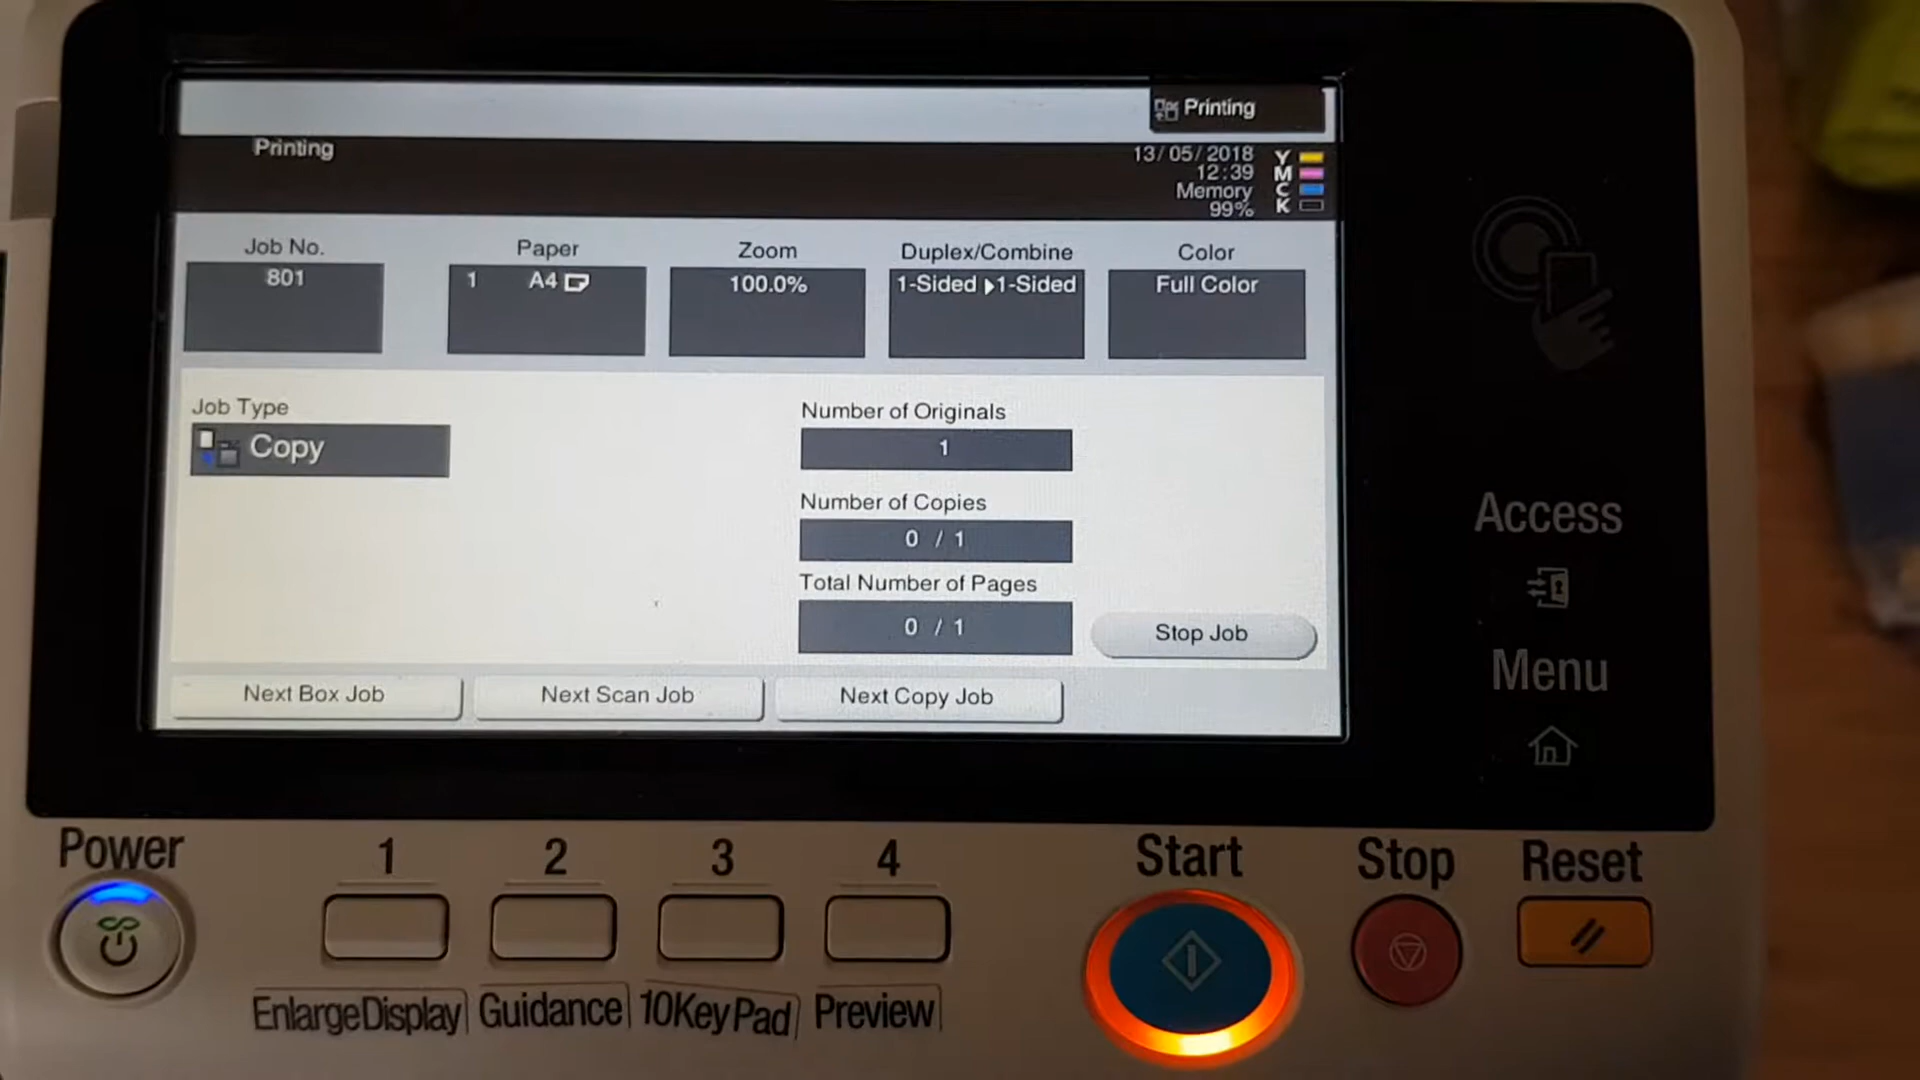 Printing
Printing
13/05/2018
12:39
Memory
99%
Y
M
C
K
Job No.
801
Paper
1 A4
Zoom
100.0%
Duplex/Combine
1-Sided ▶1-Sided
Color
Full Color
Job Type
Copy
Number of Originals
1
Number of Copies
0 / 1
Total Number of Pages
0 / 1
Stop Job
Next Box Job
Next Scan Job
Next Copy Job
Access
Menu
Power
1
2
3
4
Start
Stop
Reset
EnlargeDisplay
Guidance
10KeyPad
Preview